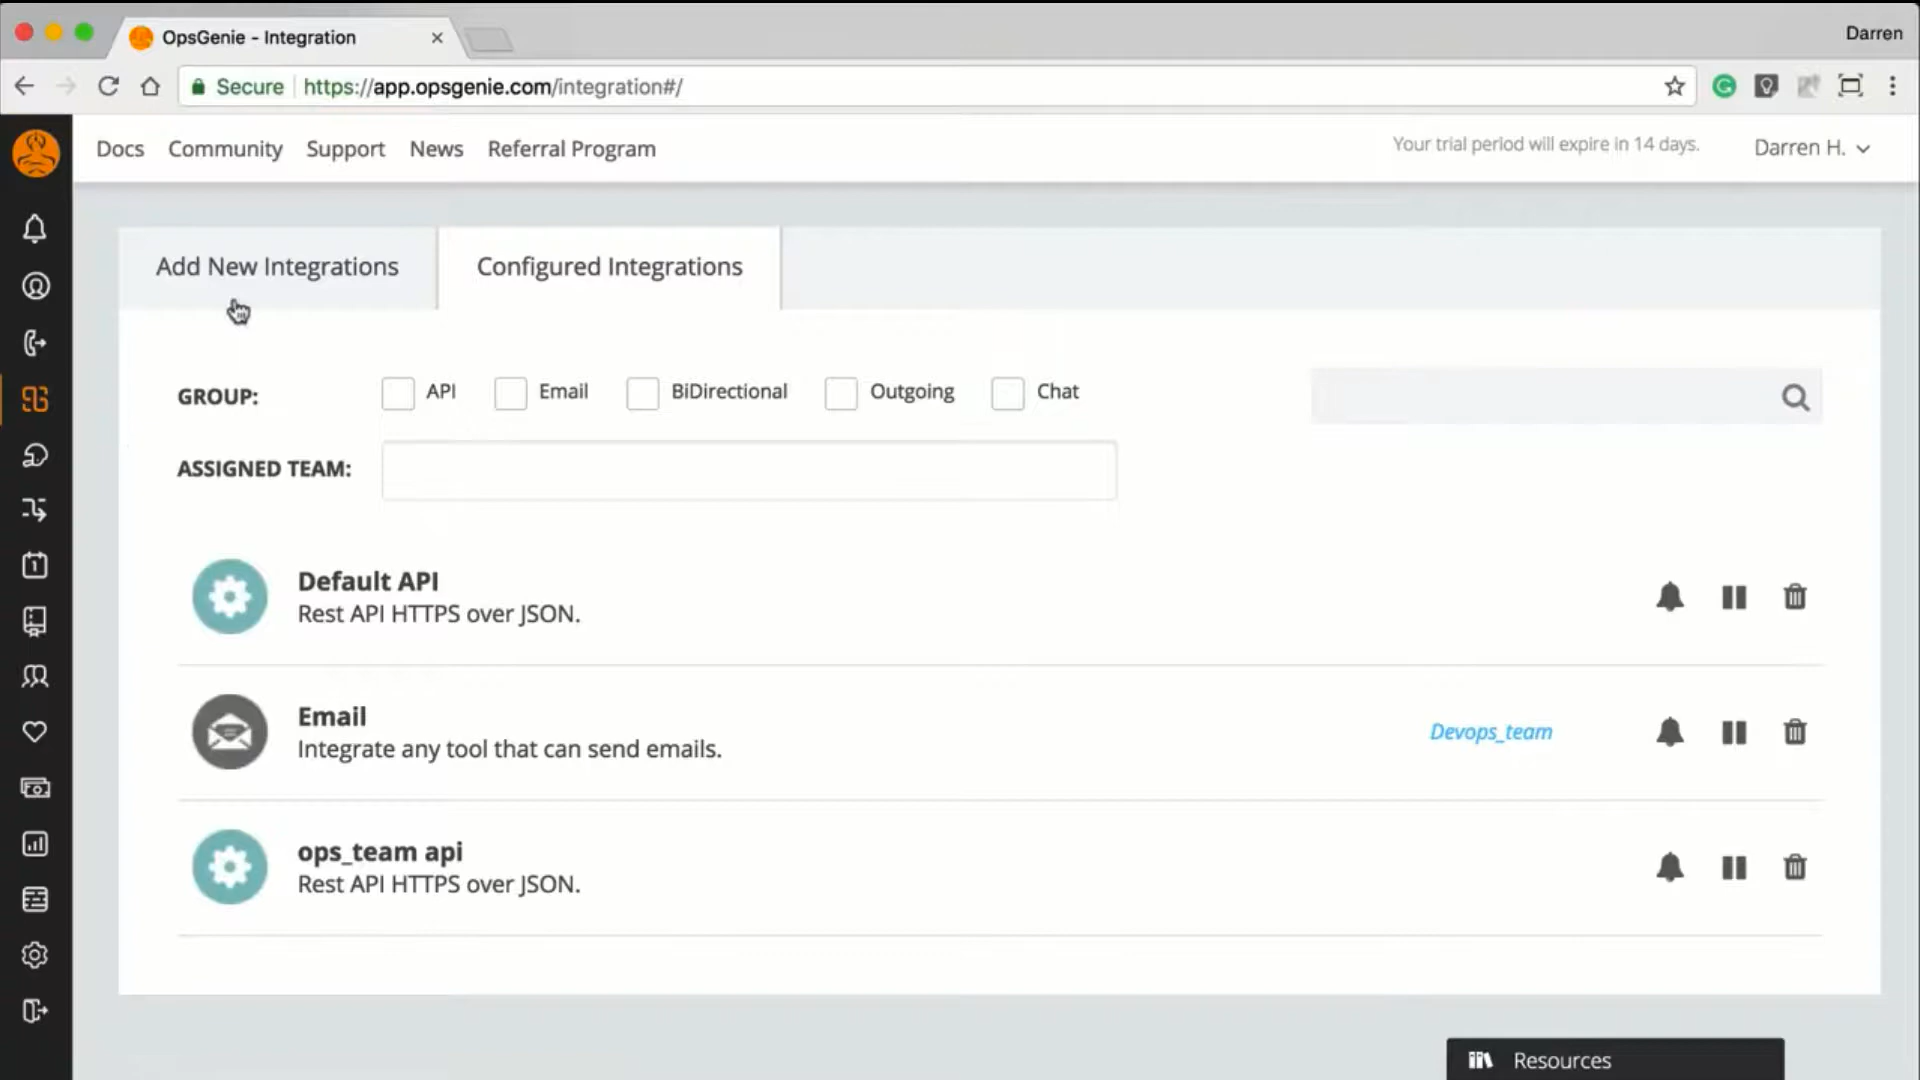 OpsGenie - Integration
Darren
Secure https://app.opsgenie.com/integration#/
Docs Community Support News Referral Program
Your trial period will expire in 14 days.
Darren H.
Add New Integrations
Configured Integrations
GROUP: API Email BiDirectional Outgoing Chat
ASSIGNED TEAM:
Default API
Rest API HTTPS over JSON.
Email
Integrate any tool that can send emails.
Devops_team
ops_team api
Rest API HTTPS over JSON.
Resources